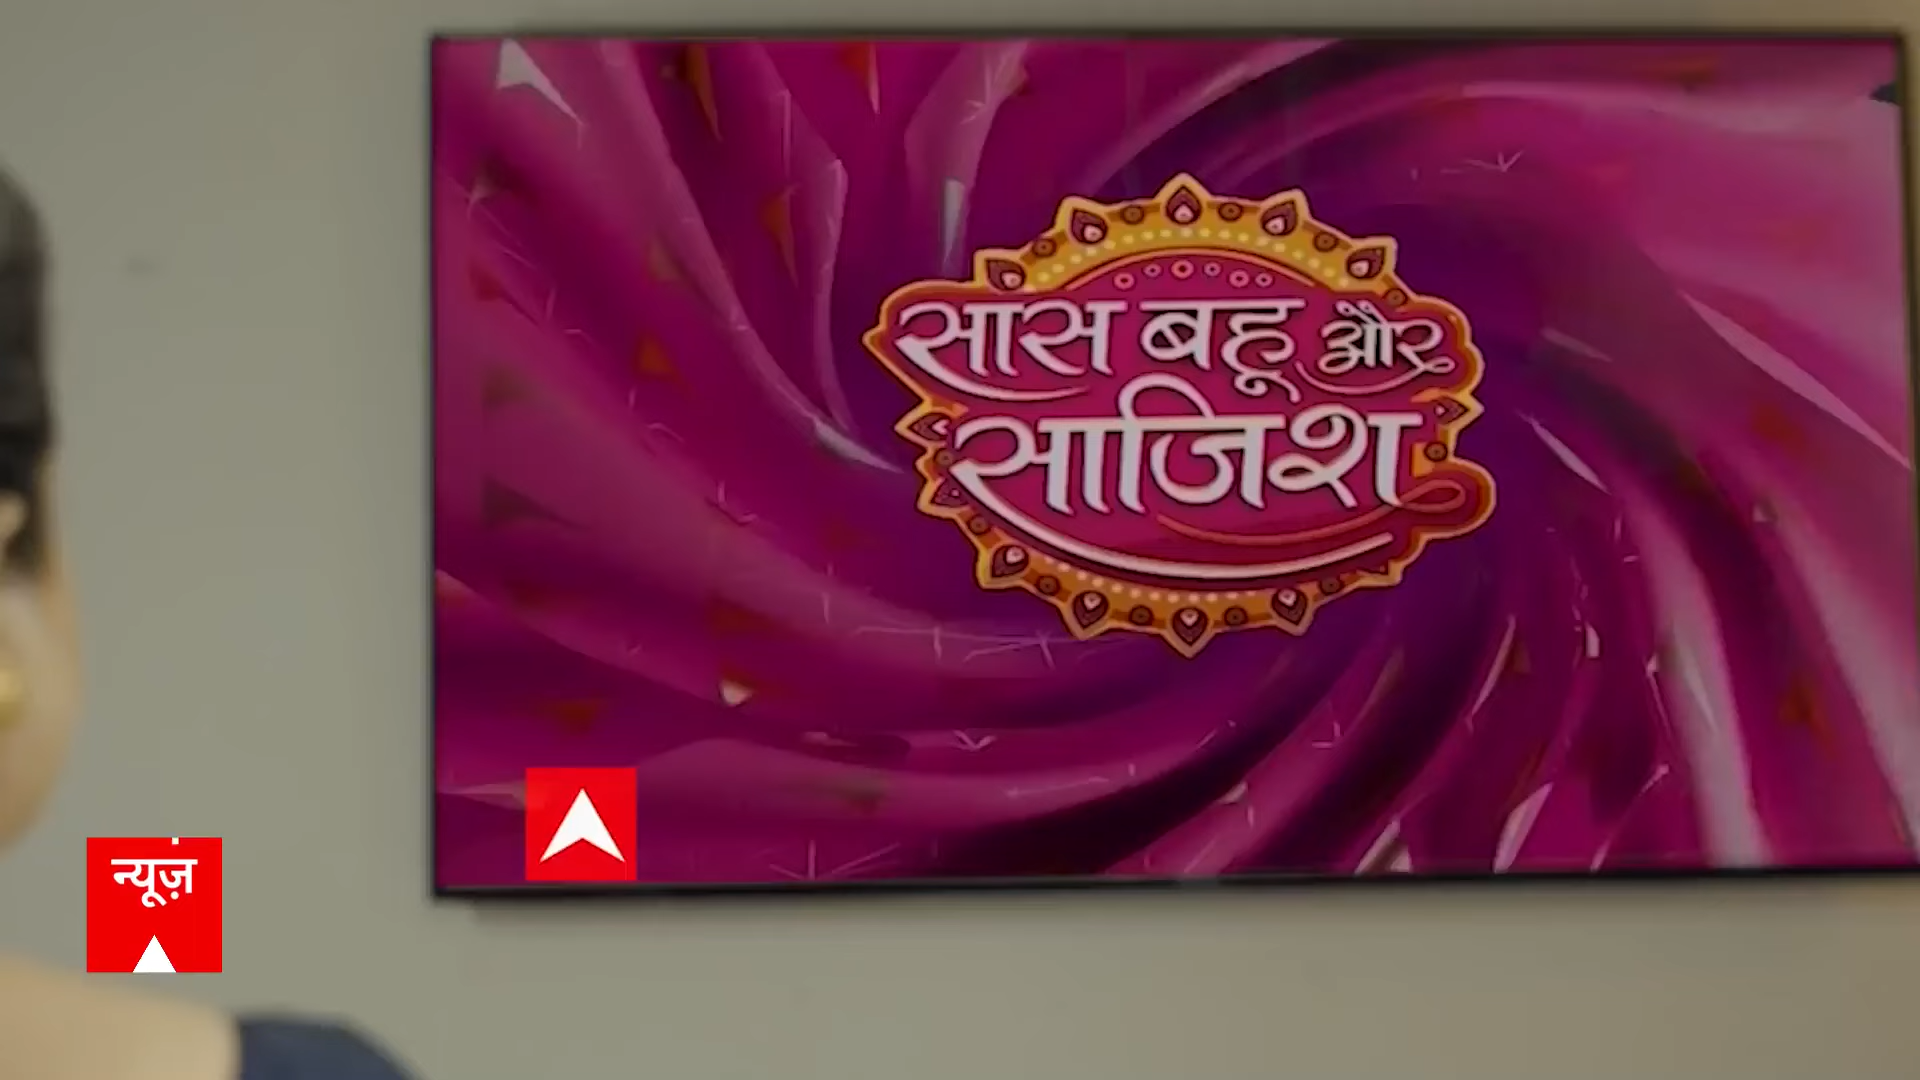 सास बहू और
साजिश
न्यूज़